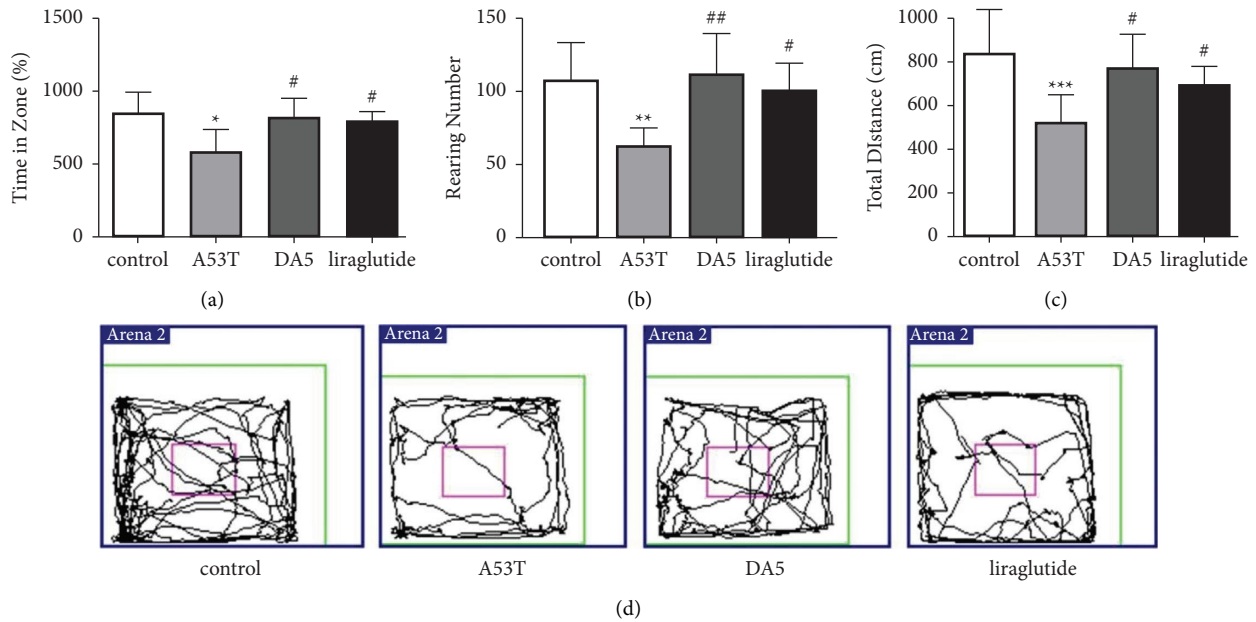 Time in Zone (%)
1500
1000
500
0
*
#
#
control A53T DA5 liraglutide
(a)
Rearing Number
150
100
50
0
**
##
#
control A53T DA5 liraglutide
(b)
Total DIstance (cm)
1000
800
600
400
200
0
***
#
#
control A53T DA5 liraglutide
(c)
Arena 2 Arena 2 Arena 2 Arena 2
control A53T DA5 liraglutide
(d)